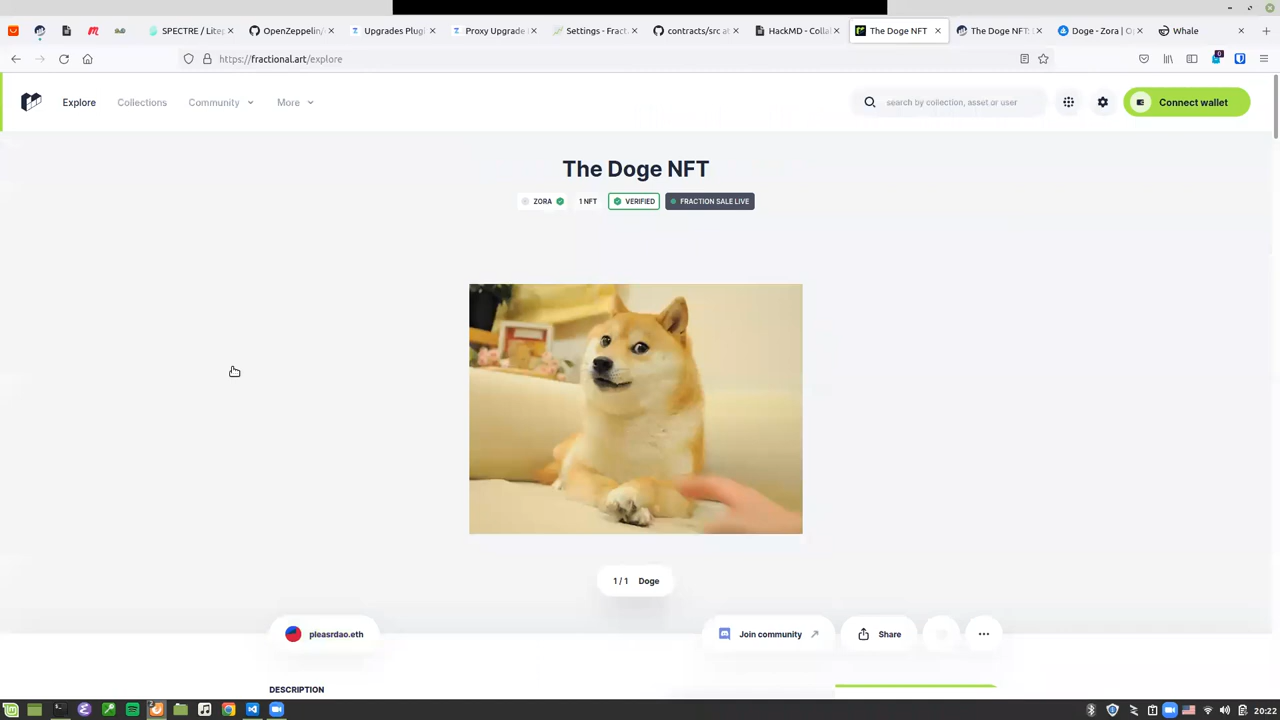 SPECTRE / Lite
OpenZeppelin/
Upgrades Plug
Proxy Upgrade
Settings - Fract
contracts/src at
HackMD - Colla
The Doge NFT
The Doge NFT:
Doge - Zora | O
Whale
https://fractional.art/explore
Explore
Collections
Community
More
search by collection, asset or user
Connect wallet
The Doge NFT
ZORA
1 NFT
VERIFIED
FRACTION SALE LIVE
1 / 1 Doge
pleasrdao.eth
Join community
Share
DESCRIPTION
20:22